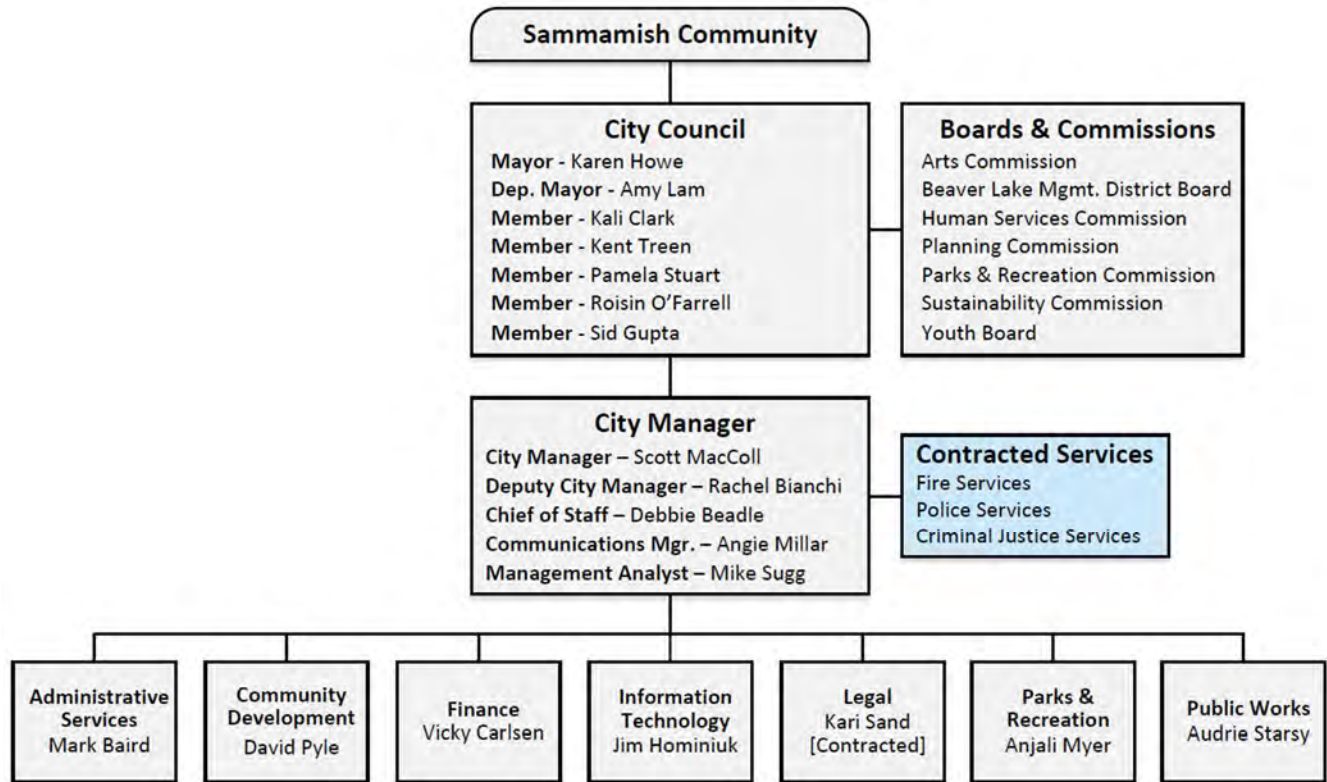 Sammamish Community
City Council
Mayor - Karen Howe
Dep. Mayor - Amy Lam
Member - Kali Clark
Member - Kent Treen
Member - Pamela Stuart
Member - Roisin O’Farrell
Member - Sid Gupta
Boards & Commissions
Arts Commission
Beaver Lake Mgmt. District Board
Human Services Commission
Planning Commission
Parks & Recreation Commission
Sustainability Commission
Youth Board
City Manager
City Manager – Scott MacColl
Deputy City Manager – Rachel Bianchi
Chief of Staff – Debbie Beadle
Communications Mgr. – Angie Millar
Management Analyst – Mike Sugg
Contracted Services
Fire Services
Police Services
Criminal Justice Services
Administrative
Services
Mark Baird
Community
Development
David Pyle
Finance
Vicky Carlsen
Information
Technology
Jim Hominiuk
Legal
Kari Sand
[Contracted]
Parks &
Recreation
Anjali Myer
Public Works
Audrie Starsy